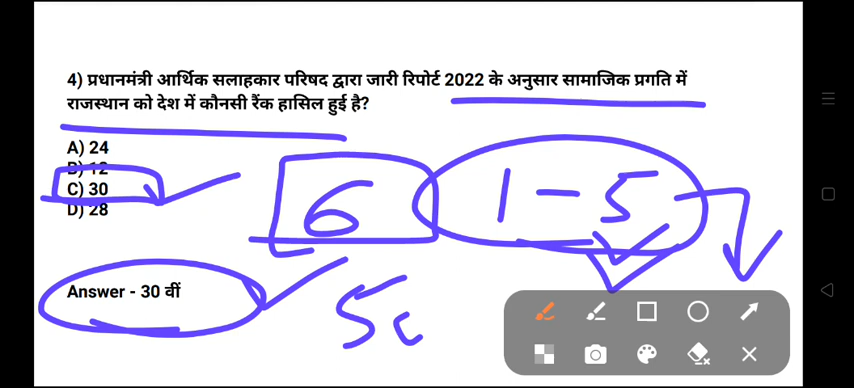 4) प्रधानमंत्री आर्थिक सलाहकार परिषद द्वारा जारी रिपोर्ट 2022 के अनुसार सामाजिक प्रगति में
राजस्थान को देश में कौनसी रैंक हासिल हुई है?
A) 24
B) 12
C) 30
D) 28
6 1 - 5
Answer - 30 वीं